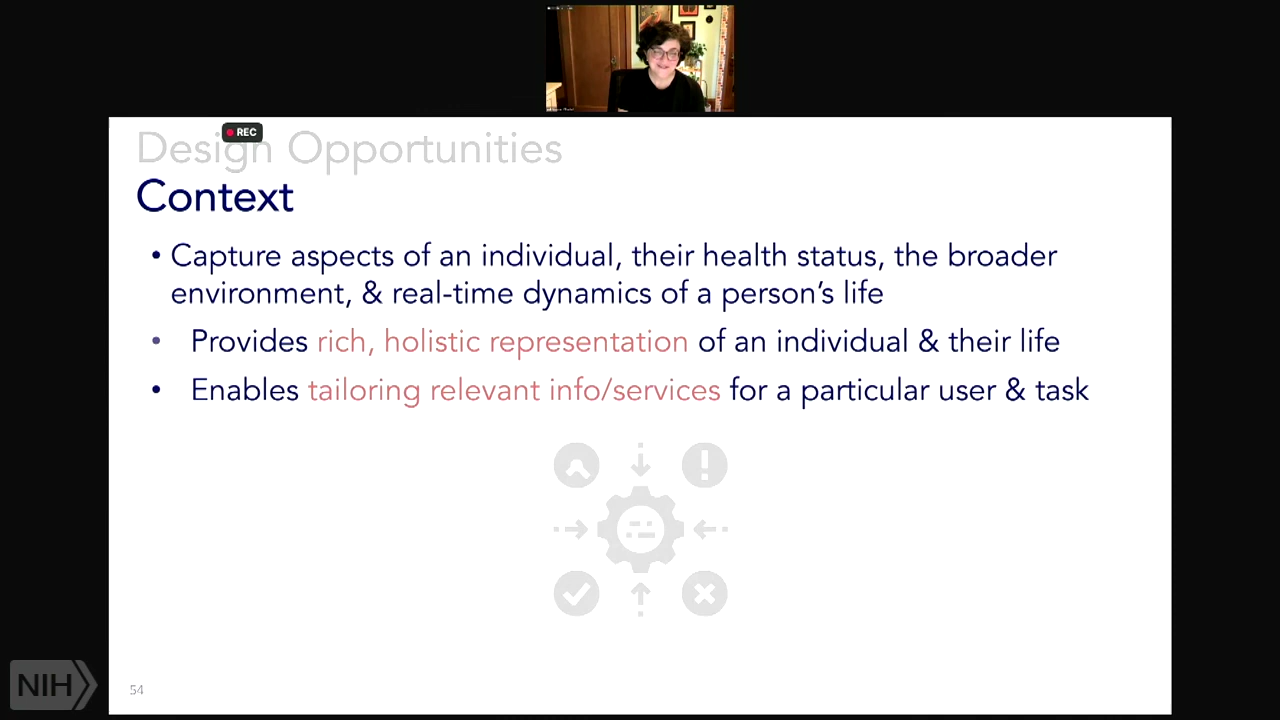 REC
Design Opportunities
Context
• Capture aspects of an individual, their health status, the broader
environment, & real-time dynamics of a person's life
• Provides rich, holistic representation of an individual & their life
• Enables tailoring relevant info/services for a particular user & task
NIH
54